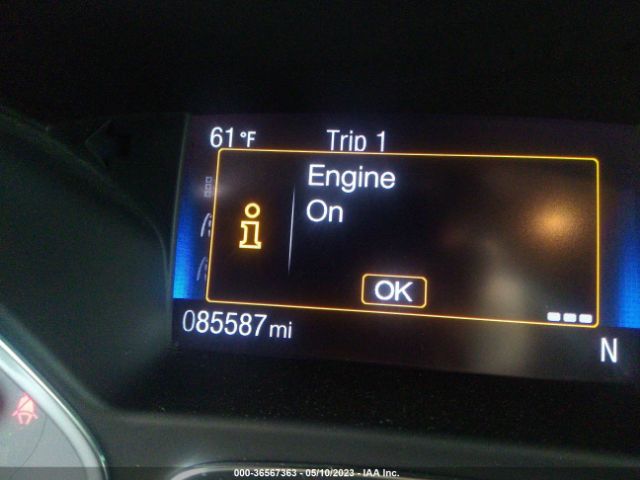 61°F Trip 1
Engine
On
OK
085587 mi
N
000-36567363 - 05/10/2023 - IAA Inc.